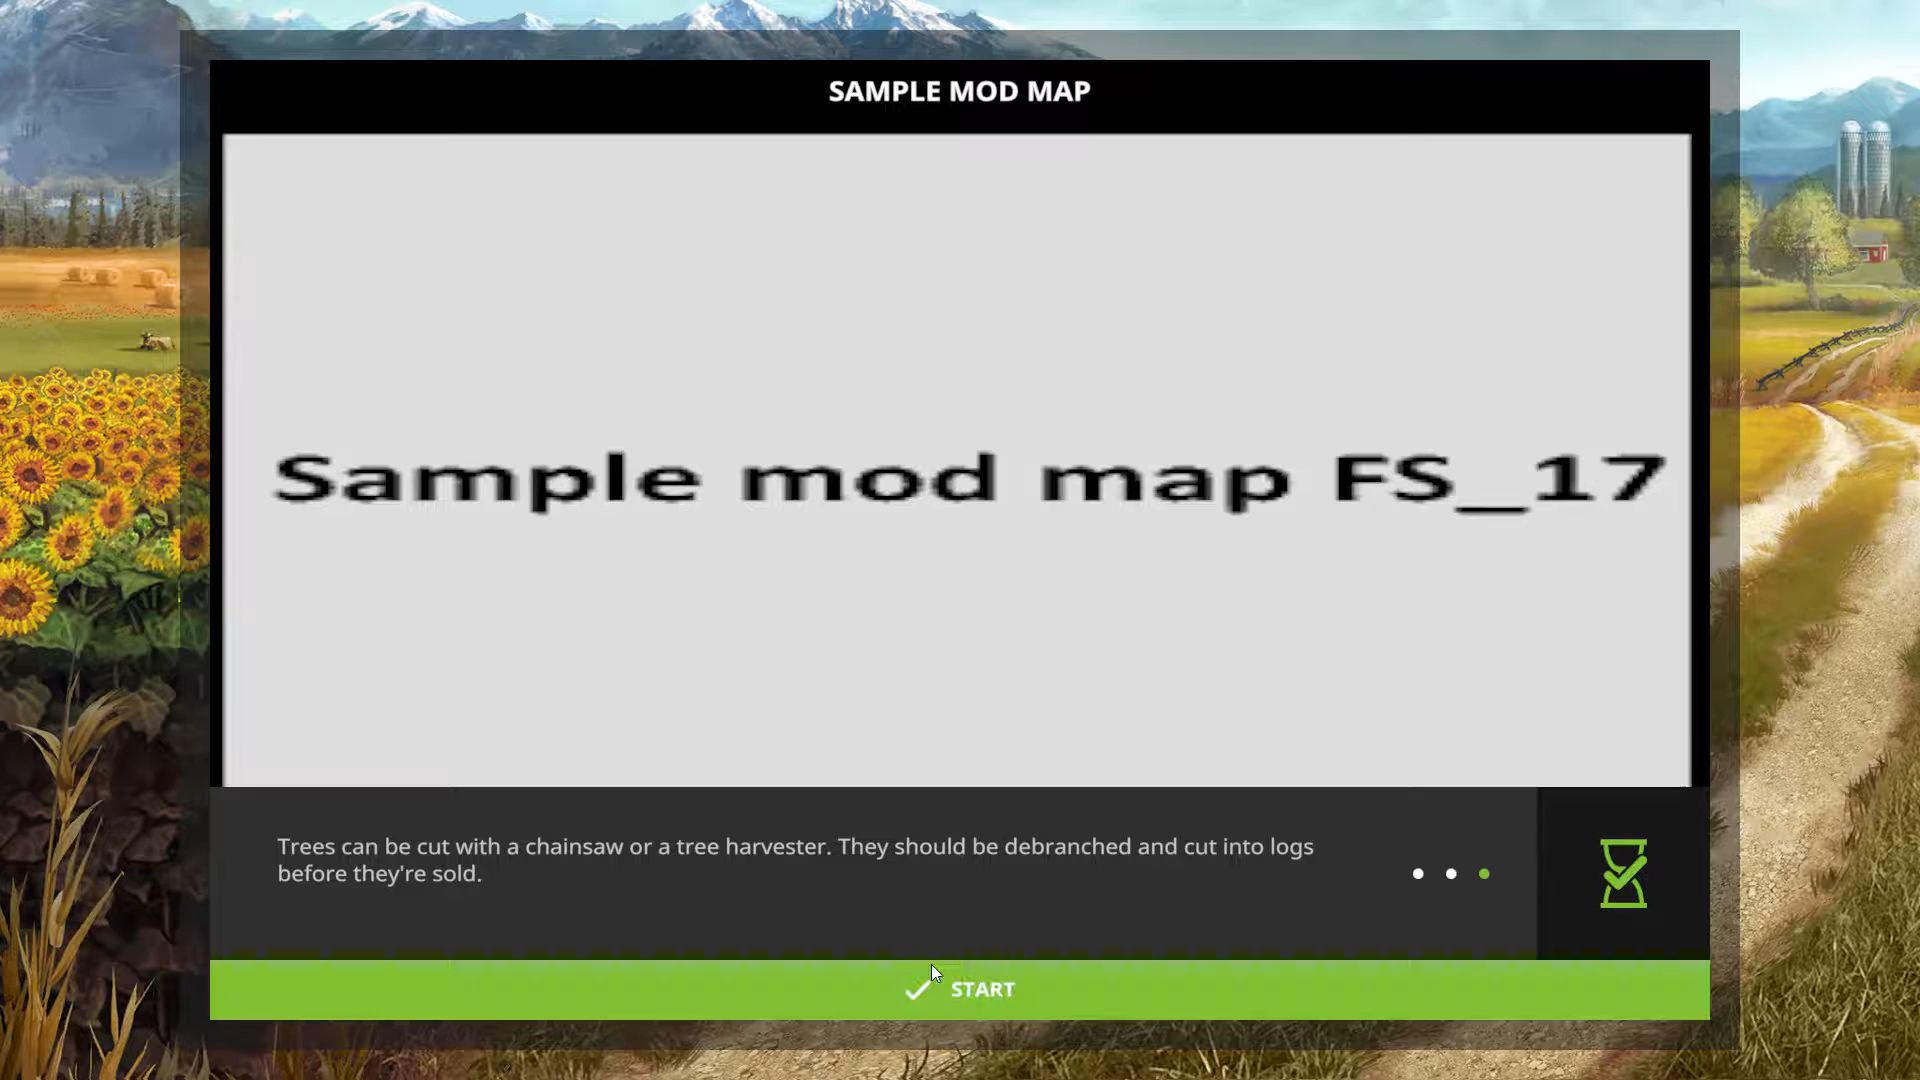 SAMPLE MOD MAP
Sample mod map FS_17
Trees can be cut with a chainsaw or a tree harvester. They should be debranched and cut into logs
before they're sold.
START